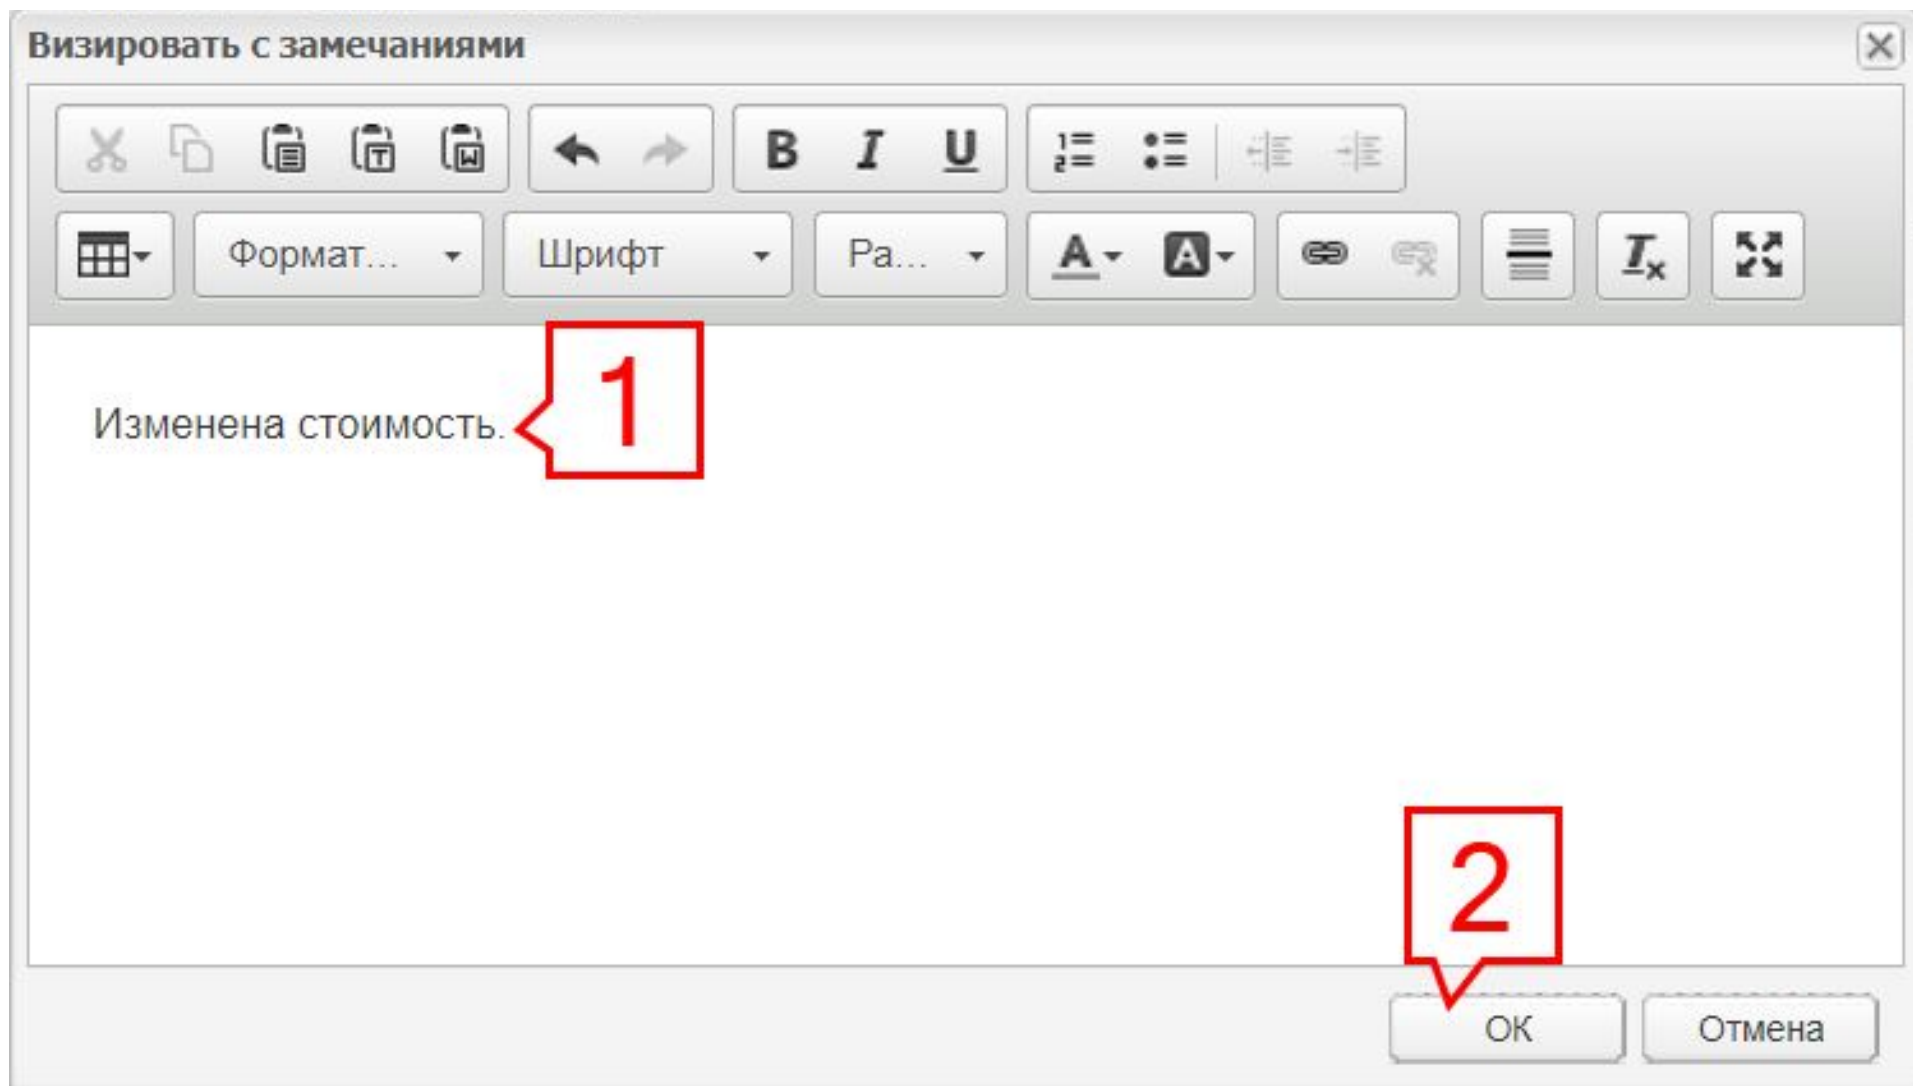 Визировать с замечаниями
B I U
Формат... Шрифт Ра... A A
Изменена стоимость.
1
2
ОК Отмена